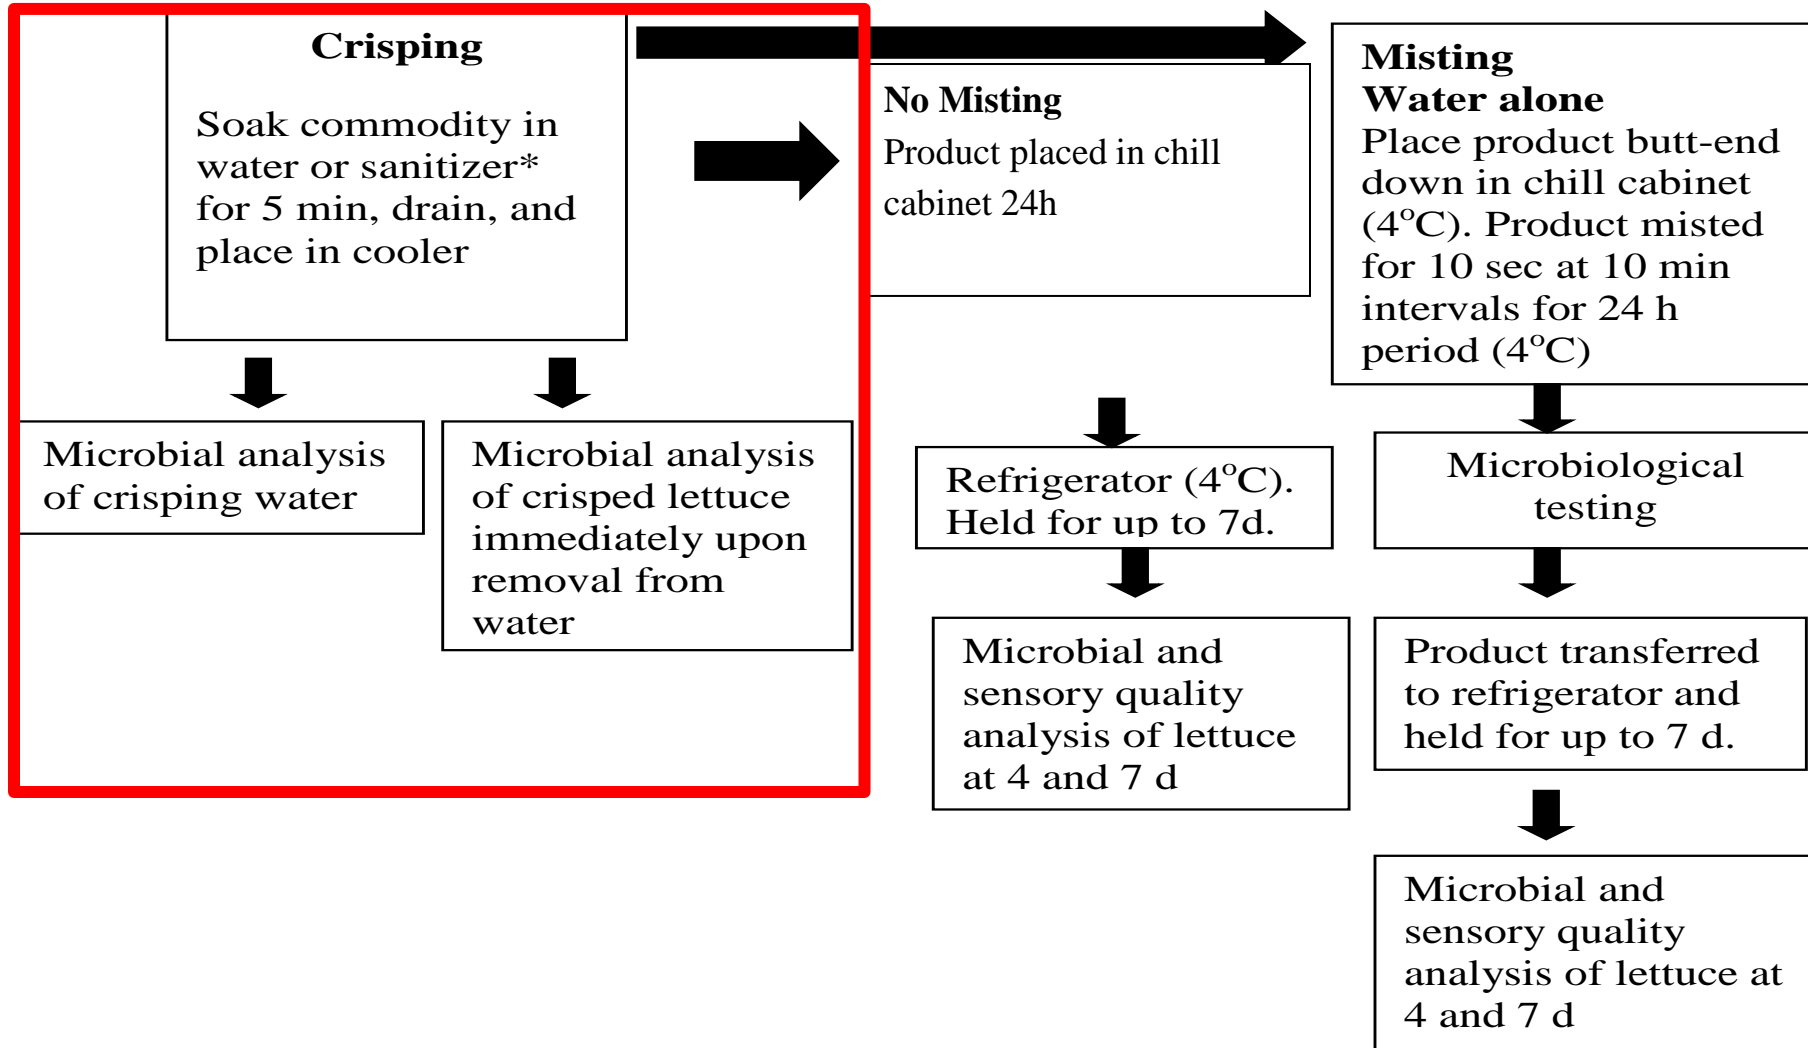 Crisping
Soak commodity in
water or sanitizer*
for 5 min, drain, and
place in cooler
Microbial analysis
of crisping water
Microbial analysis
of crisped lettuce
immediately upon
removal from
water
No Misting
Product placed in chill
cabinet 24h
Refrigerator (4°C).
Held for up to 7d.
Microbial and
sensory quality
analysis of lettuce
at 4 and 7 d
Misting
Water alone
Place product butt-end
down in chill cabinet
(4°C). Product misted
for 10 sec at 10 min
intervals for 24 h
period (4°C)
Microbiological
testing
Product transferred
to refrigerator and
held for up to 7 d.
Microbial and
sensory quality
analysis of lettuce at
4 and 7 d